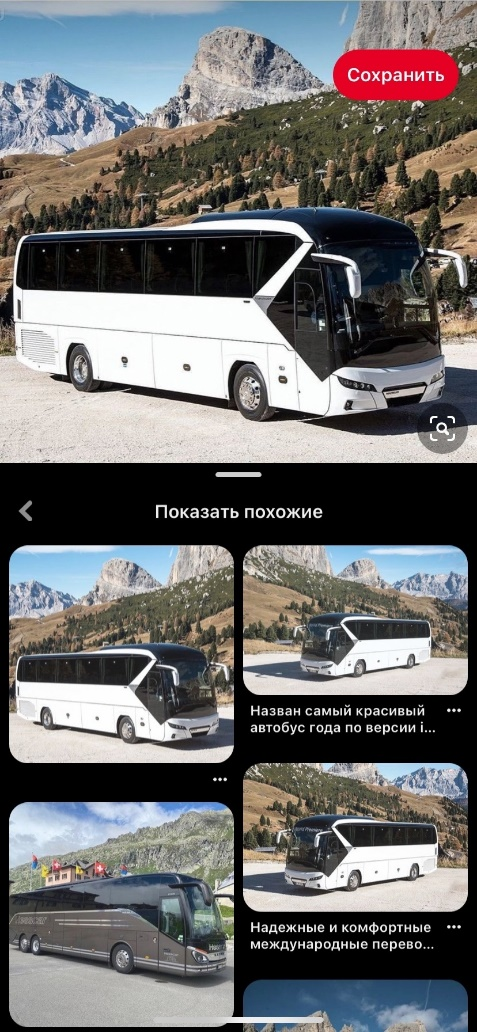 Сохранить
Показать похожие
Назван самый красивый
автобус года по версии i...
Надежные и комфортные
международные перево...